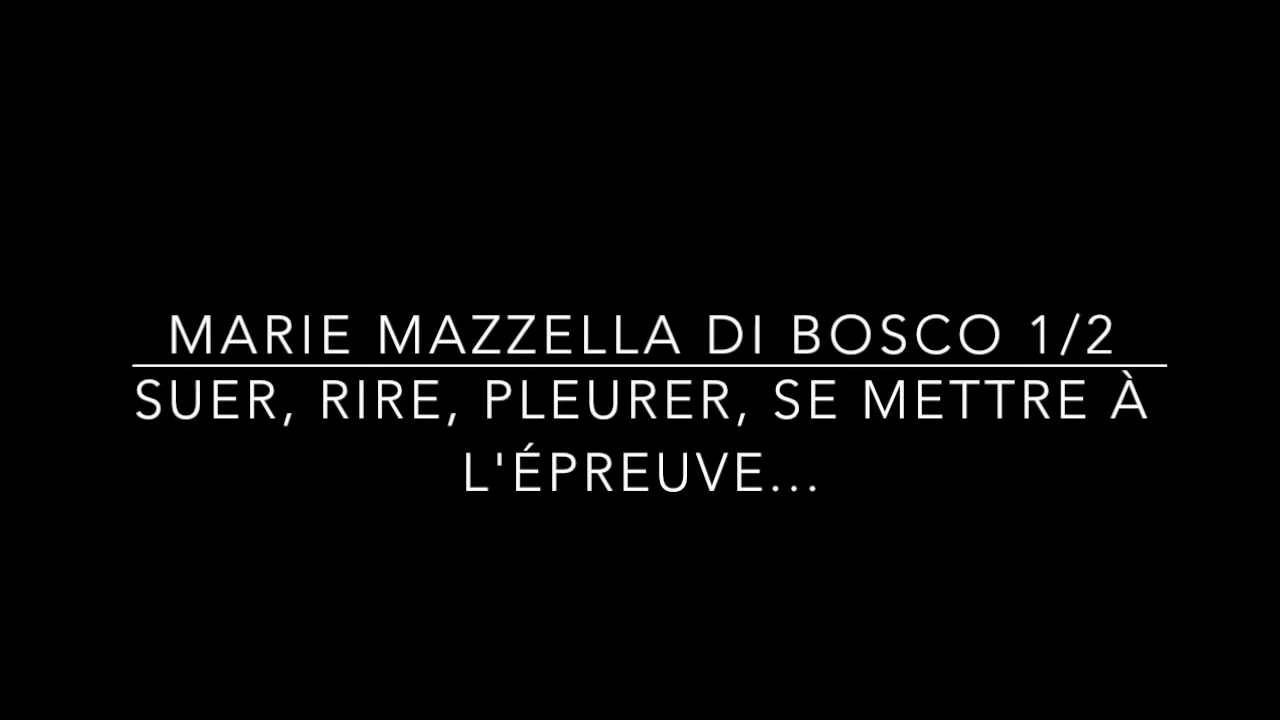 MARIE MAZZELLA DI BOSCO 1/2
SUER, RIRE, PLEURER, SE METTRE À
L'ÉPREUVE...